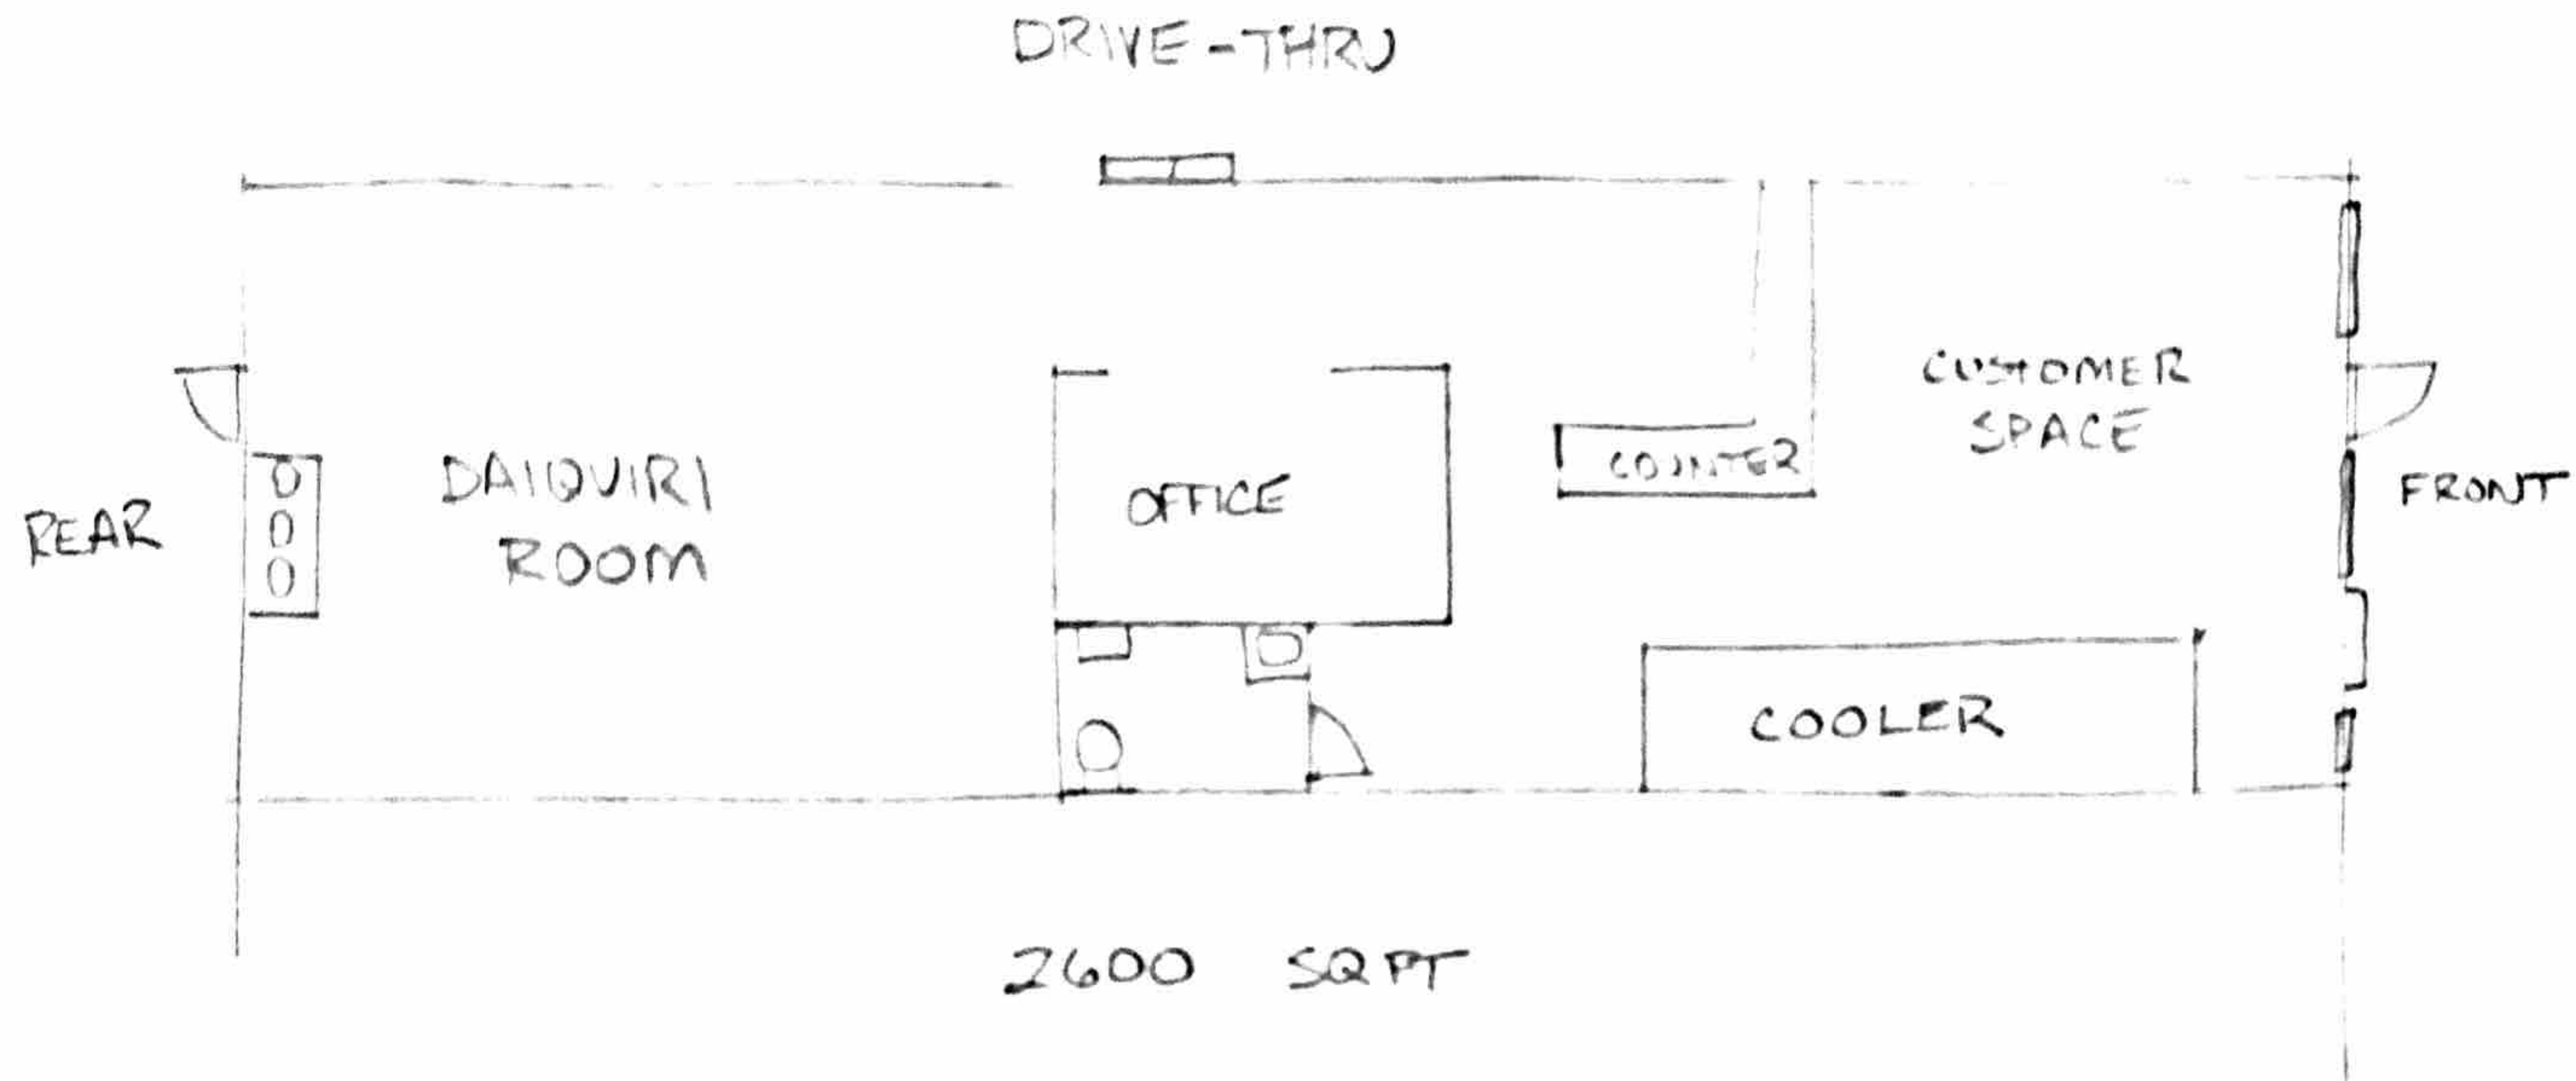 DRIVE-THRU
CUSTOMER
SPACE
DAIQUIRI
ROOM
OFFICE
COUNTER
REAR
FRONT
COOLER
2600 SQFT